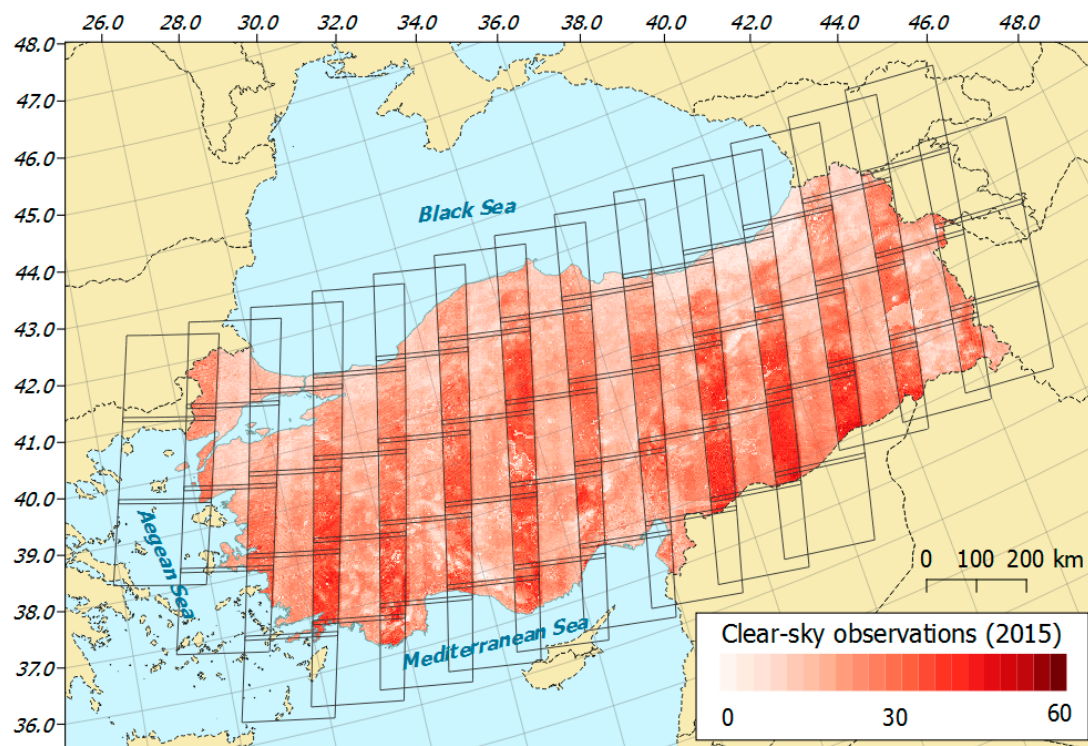 26.0 28.0 30.0 32.0 34.0 36.0 38.0 40.0 42.0 44.0 46.0 48.0
48.0
47.0
46.0
45.0
44.0
43.0
42.0
41.0
40.0
39.0
38.0
37.0
36.0
Black Sea
Aegean Sea
Mediterranean Sea
0 100 200 km
Clear-sky observations (2015)
0 30 60